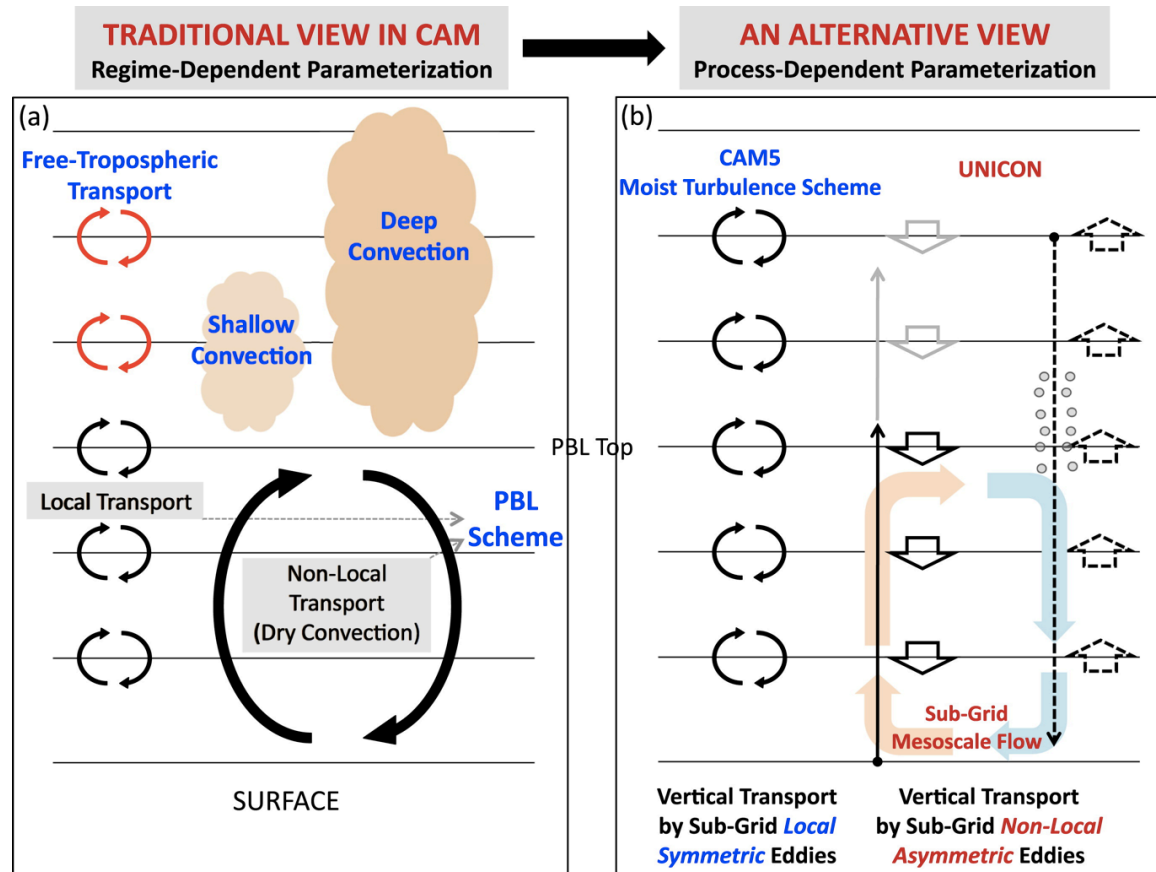 TRADITIONAL VIEW IN CAM
Regime-Dependent Parameterization
AN ALTERNATIVE VIEW
Process-Dependent Parameterization
(a)
Free-Tropospheric
Transport
Deep
Convection
Shallow
Convection
PBL Top
Local Transport
PBL
Scheme
Non-Local
Transport
(Dry Convection)
SURFACE
(b)
CAM5
Moist Turbulence Scheme
UNICON
Sub-Grid
Mesoscale Flow
Vertical Transport
by Sub-Grid Local
Symmetric Eddies
Vertical Transport
by Sub-Grid Non-Local
Asymmetric Eddies